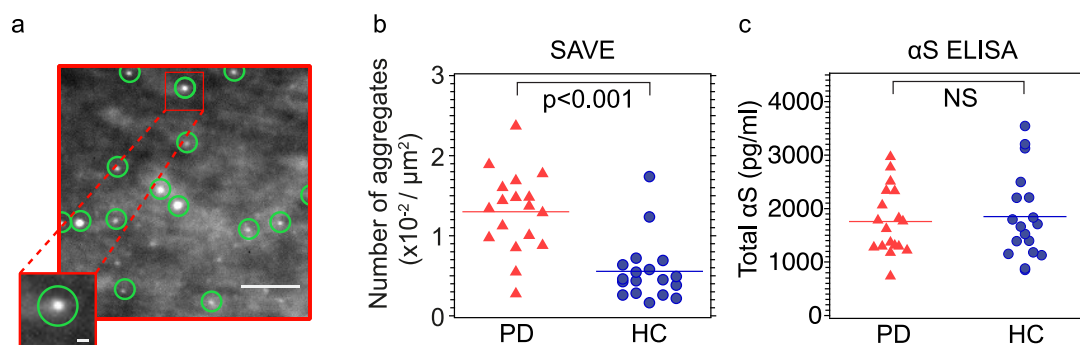 a
b
SAVE
Number of aggregates
(x10⁻² / µm²)
3
2
1
0
p<0.001
PD
HC
c
αS ELISA
Total αS (pg/ml)
4000
3000
2000
1000
0
NS
PD
HC